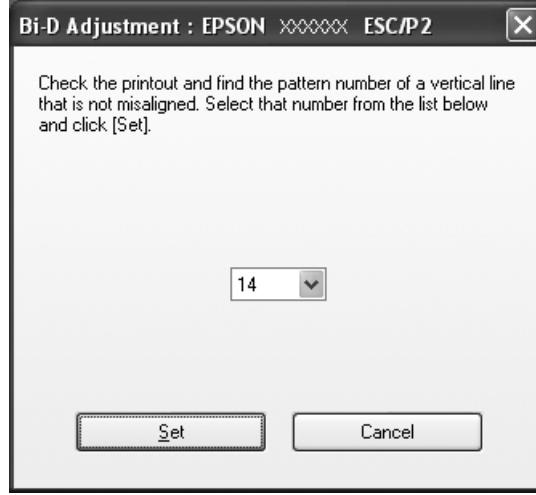 Bi-D Adjustment : EPSON XXXXXX ESC/P2
Check the printout and find the pattern number of a vertical line
that is not misaligned. Select that number from the list below
and click [Set].
14
Set
Cancel